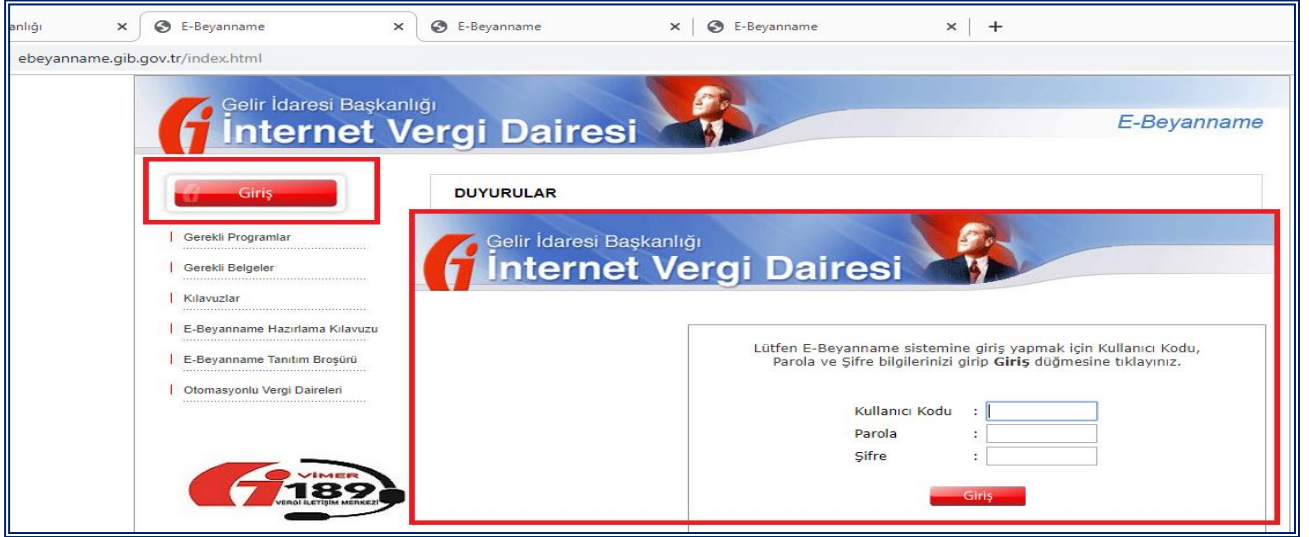 anlığı
E-Beyanname
E-Beyanname
E-Beyanname
ebeyanname.gib.gov.tr/index.html
Gelir İdaresi Başkanlığı
İnternet Vergi Dairesi
E-Beyanname
Giriş
DUYURULAR
Gerekli Programlar
Gerekli Belgeler
Kılavuzlar
E-Beyanname Hazırlama Kılavuzu
E-Beyanname Tanıtım Broşürü
Otomasyonlu Vergi Daireleri
VİMER
189
VERGİ İLETİŞİM MERKEZİ
Gelir İdaresi Başkanlığı
İnternet Vergi Dairesi
Lütfen E-Beyanname sistemine giriş yapmak için Kullanıcı Kodu,
Parola ve Şifre bilgilerinizi girip Giriş düğmesine tıklayınız.
Kullanıcı Kodu :
Parola :
Şifre :
Giriş